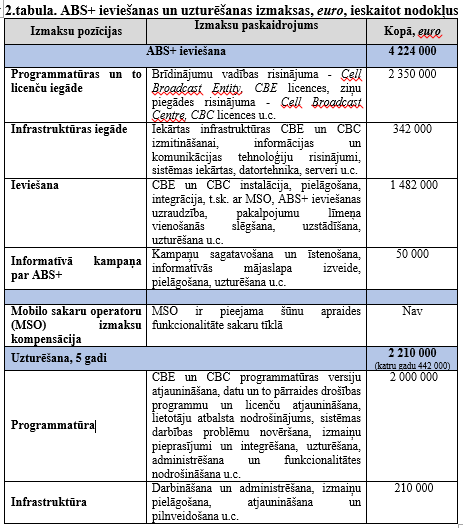 2.tabula. ABS+ ieviešanas un uzturēšanas izmaksas, euro, ieskaitot nodokļus
Izmaksu pozīcijas
Izmaksu paskaidrojums
Kopā, euro
ABS+ ieviešana
4 224 000
Programmatūras un to
licenču iegāde
Brīdinājumu vadības risinājuma - Cell
Broadcast Entity, CBE licences, ziņu
piegādes risinājuma - Cell Broadcast
Centre, CBC licences u.c.
2 350 000
Infrastruktūras iegāde
Iekārtas infrastruktūras CBE un CBC
izmitināšanai, informācijas un
komunikācijas tehnoloģiju risinājumi,
sistēmas iekārtas, datortehnika, serveri u.c.
342 000
Ieviešana
CBE un CBC instalācija, pielāgošana,
integrācija, t.sk. ar MSO, ABS+ ieviešanas
uzraudzība, pakalpojumu līmeņa
vienošanās slēgšana, uzstādīšana,
uzturēšana u.c.
1 482 000
Informatīvā kampaņa
par ABS+
Kampaņu sagatavošana un īstenošana,
informatīvās mājaslapa izveide,
pielāgošana, uzturēšana u.c.
50 000
Mobilo sakaru operatoru
(MSO) izmaksu
kompensācija
MSO ir pieejama šūnu apraides
funkcionalitāte sakaru tīklā
Nav
Uzturēšana, 5 gadi
2 210 000
(katru gadu 442 000)
Programmatūra
CBE un CBC programmatūras versiju
atjaunināšana, datu un to pārraides drošības
programmu un licenču atjaunināšana,
lietotāju atbalsta nodrošinājums, sistēmas
darbības problēmu novēršana, izmaiņu
pieprasījumi un integrēšana, uzturēšana,
administrēšana un funkcionalitātes
nodrošināšana u.c.
2 000 000
Infrastruktūra
Darbināšana un administrēšana, izmaiņu
pielāgošana, atjaunināšana un
pilnveidošana u.c.
210 000